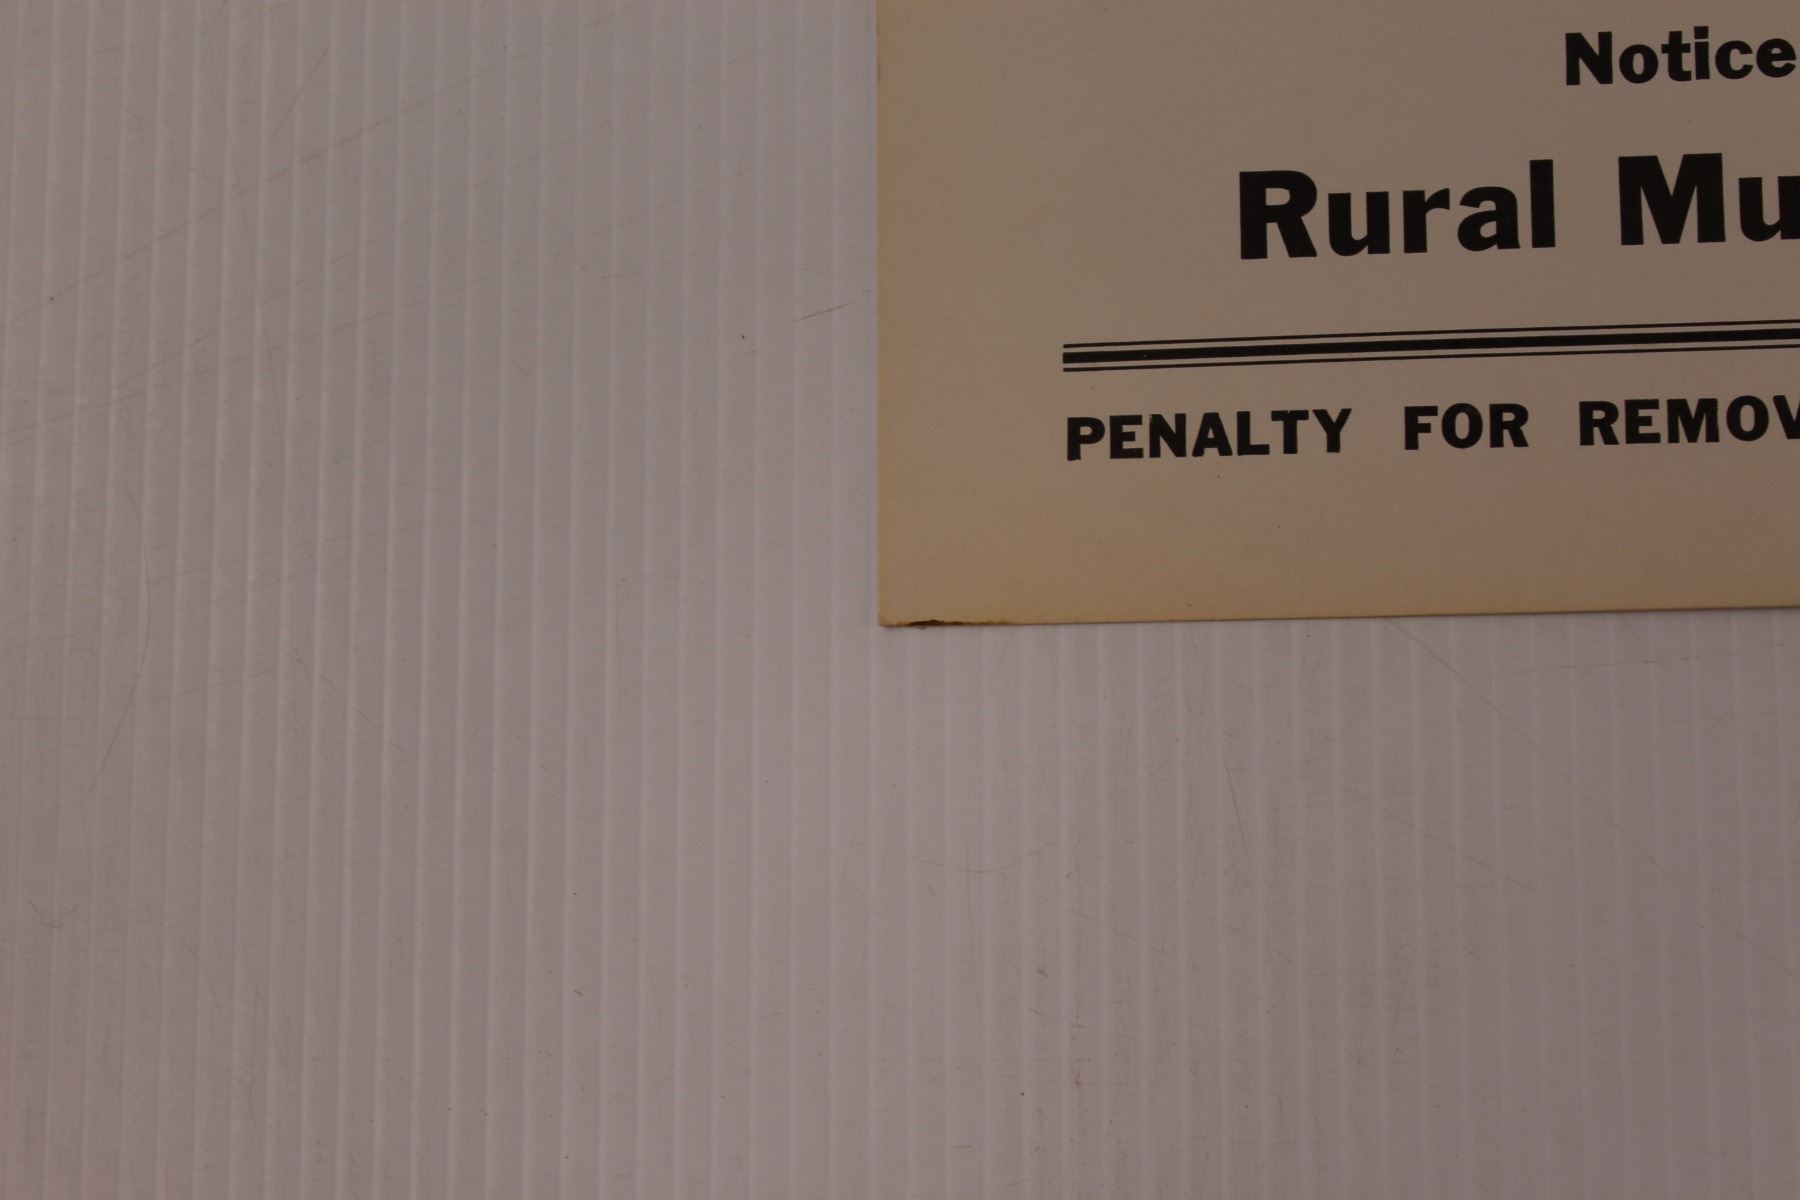 Notice
Rural Mu
PENALTY FOR REMOV